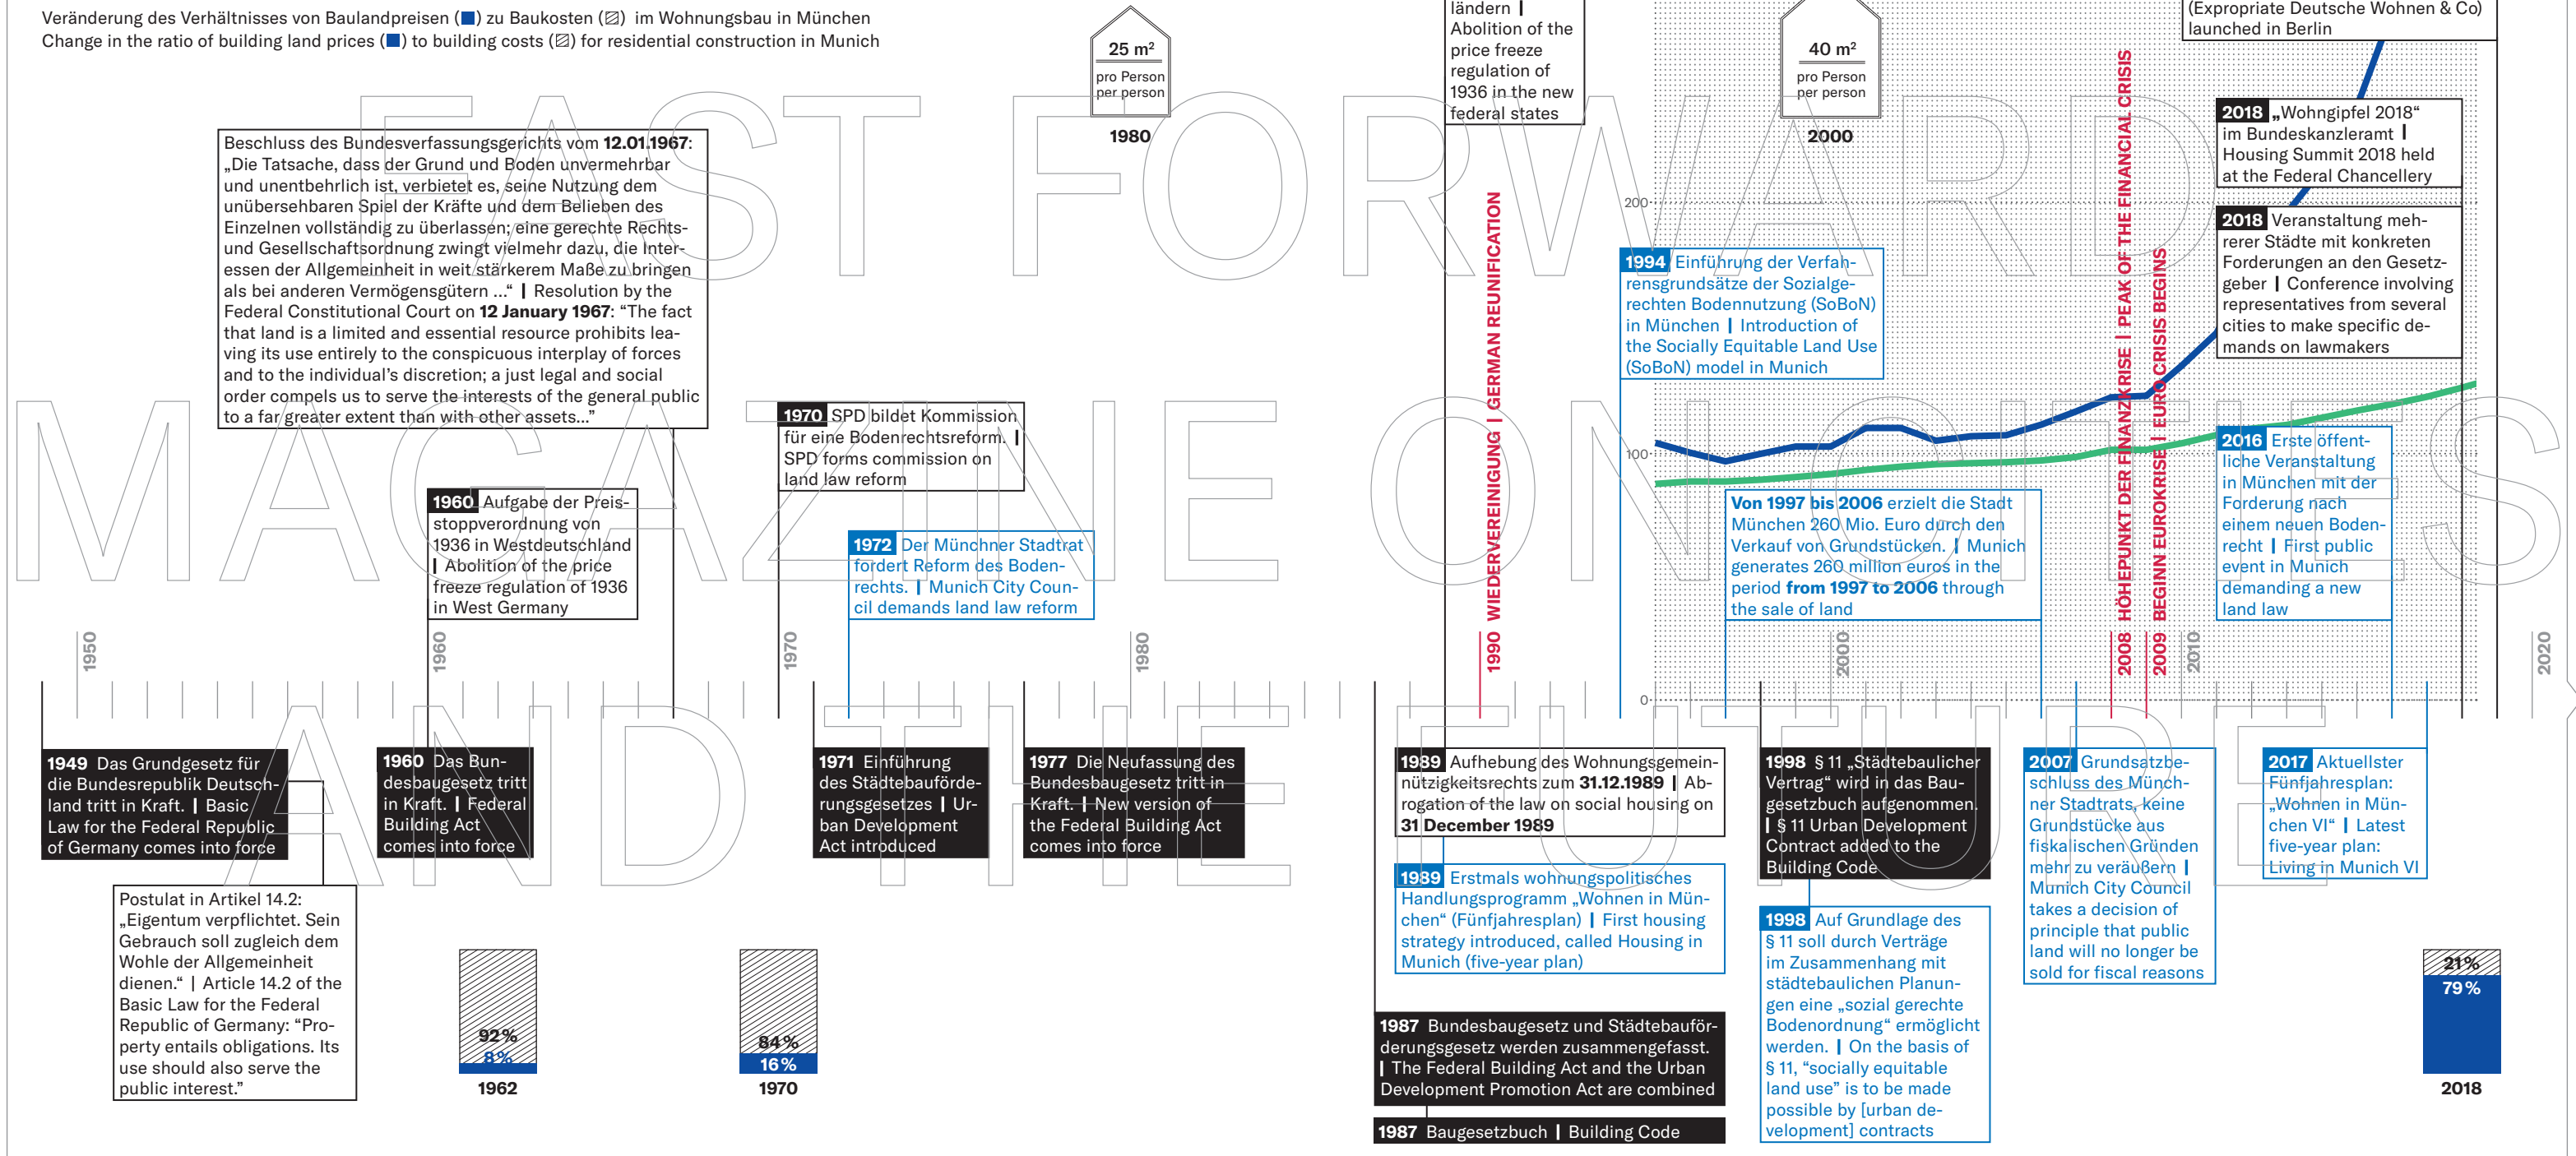 Veränderung des Verhältnisses von Baulandpreisen (■) zu Baukosten (▨) im Wohnungsbau in München
Change in the ratio of building land prices (■) to building costs (▨) for residential construction in Munich
25 m²
pro Person
per person
1980
ländern |
Abolition of the
price freeze
regulation of
1936 in the new
federal states
40 m²
pro Person
per person
2000
(Expropriate Deutsche Wohnen & Co)
launched in Berlin
FAST FORWARD
MAGAZINE ON CITIES
AND THE FUTURE
Beschluss des Bundesverfassungsgerichts vom 12.01.1967:
„Die Tatsache, dass der Grund und Boden unvermehrbar
und unentbehrlich ist, verbietet es, seine Nutzung dem
unübersehbaren Spiel der Kräfte und dem Belieben des
Einzelnen vollständig zu überlassen; eine gerechte Rechts-
und Gesellschaftsordnung zwingt vielmehr dazu, die Inter-
essen der Allgemeinheit in weit stärkerem Maße zu bringen
als bei anderen Vermögensgütern ...“ | Resolution by the
Federal Constitutional Court on 12 January 1967: “The fact
that land is a limited and essential resource prohibits lea-
ving its use entirely to the conspicuous interplay of forces
and to the individual’s discretion; a just legal and social
order compels us to serve the interests of the general public
to a far greater extent than with other assets...”
1960 Aufgabe der Preis-
stoppverordnung von
1936 in Westdeutschland
| Abolition of the price
freeze regulation of 1936
in West Germany
1970 SPD bildet Kommission
für eine Bodenrechtsreform. |
SPD forms commission on
land law reform
1972 Der Münchner Stadtrat
fordert Reform des Boden-
rechts. | Munich City Coun-
cil demands land law reform
1990 WIEDERVEREINIGUNG | GERMAN REUNIFICATION
200
100
0
1994 Einführung der Verfah-
rensgrundsätze der Sozialge-
rechten Bodennutzung (SoBoN)
in München | Introduction of
the Socially Equitable Land Use
(SoBoN) model in Munich
Von 1997 bis 2006 erzielt die Stadt
München 260 Mio. Euro durch den
Verkauf von Grundstücken. | Munich
generates 260 million euros in the
period from 1997 to 2006 through
the sale of land
2008 HÖHEPUNKT DER FINANZKRISE | PEAK OF THE FINANCIAL CRISIS
2009 BEGINN EUROKRISE | EURO CRISIS BEGINS
2018 „Wohngipfel 2018“
im Bundeskanzleramt |
Housing Summit 2018 held
at the Federal Chancellery
2018 Veranstaltung meh-
rerer Städte mit konkreten
Forderungen an den Gesetz-
geber | Conference involving
representatives from several
cities to make specific de-
mands on lawmakers
2016 Erste öffent-
liche Veranstaltung
in München mit der
Forderung nach
einem neuen Boden-
recht | First public
event in Munich
demanding a new
land law
1950
1960
1970
1980
2000
2010
2020
1949 Das Grundgesetz für
die Bundesrepublik Deutsch-
land tritt in Kraft. | Basic
Law for the Federal Republic
of Germany comes into force
Postulat in Artikel 14.2:
„Eigentum verpflichtet. Sein
Gebrauch soll zugleich dem
Wohle der Allgemeinheit
dienen.“ | Article 14.2 of the
Basic Law for the Federal
Republic of Germany: “Pro-
perty entails obligations. Its
use should also serve the
public interest.”
1960 Das Bun-
desbaugesetz tritt
in Kraft. | Federal
Building Act
comes into force
1971 Einführung
des Städtebauförde-
rungsgesetzes | Ur-
ban Development
Act introduced
1977 Die Neufassung des
Bundesbaugesetz tritt in
Kraft. | New version of
the Federal Building Act
comes into force
1989 Aufhebung des Wohnungsgemein-
nützigkeitsrechts zum 31.12.1989 | Ab-
rogation of the law on social housing on
31 December 1989
1989 Erstmals wohnungspolitisches
Handlungsprogramm „Wohnen in Mün-
chen“ (Fünfjahresplan) | First housing
strategy introduced, called Housing in
Munich (five-year plan)
1987 Bundesbaugesetz und Städtebauför-
derungsgesetz werden zusammengefasst.
| The Federal Building Act and the Urban
Development Promotion Act are combined
1987 Baugesetzbuch | Building Code
1998 § 11 „Städtebaulicher
Vertrag“ wird in das Bau-
gesetzbuch aufgenommen.
| § 11 Urban Development
Contract added to the
Building Code
1998 Auf Grundlage des
§ 11 soll durch Verträge
im Zusammenhang mit
städtebaulichen Planun-
gen eine „sozial gerechte
Bodenordnung“ ermöglicht
werden. | On the basis of
§ 11, “socially equitable
land use” is to be made
possible by [urban de-
velopment] contracts
2007 Grundsatzbe-
schluss des Münch-
ner Stadtrats, keine
Grundstücke aus
fiskalischen Gründen
mehr zu veräußern |
Munich City Council
takes a decision of
principle that public
land will no longer be
sold for fiscal reasons
2017 Aktuellster
Fünfjahresplan:
„Wohnen in Mün-
chen VI“ | Latest
five-year plan:
Living in Munich VI
92%
8%
1962
84%
16%
1970
21%
79%
2018